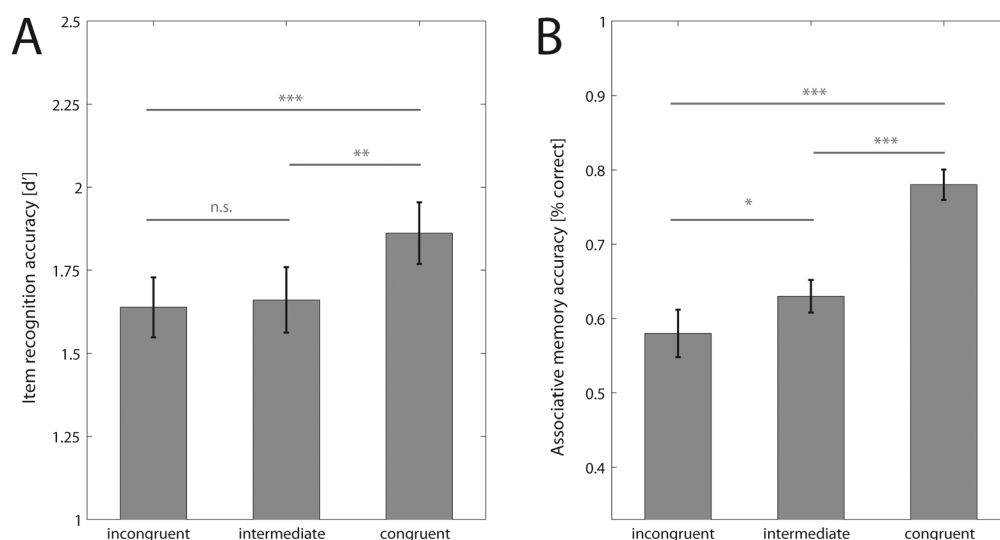 A
Item recognition accuracy [d′]
2.5
2.25
2
1.75
1.5
1.25
1
***
**
n.s.
incongruent
intermediate
congruent
B
Associative memory accuracy [% correct]
1
0.9
0.8
0.7
0.6
0.5
0.4
***
***
*
incongruent
intermediate
congruent